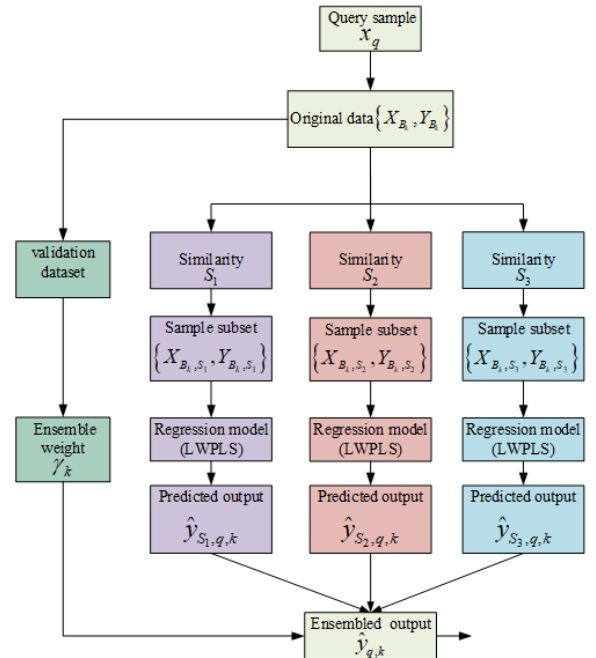 Query sample
x_q
Original data {X_{B_k}, Y_{B_k}}
validation
dataset
Similarity
S_1
Similarity
S_2
Similarity
S_3
Sample subset
{X_{B_k,S_1}, Y_{B_k,S_1}}
Sample subset
{X_{B_k,S_2}, Y_{B_k,S_2}}
Sample subset
{X_{B_k,S_3}, Y_{B_k,S_3}}
Ensemble
weight
γ_k
Regression model
(LWPLS)
Regression model
(LWPLS)
Regression model
(LWPLS)
Predicted output
ŷ_{S_1,q,k}
Predicted output
ŷ_{S_2,q,k}
Predicted output
ŷ_{S_3,q,k}
Ensembled output
ŷ_{q,k}